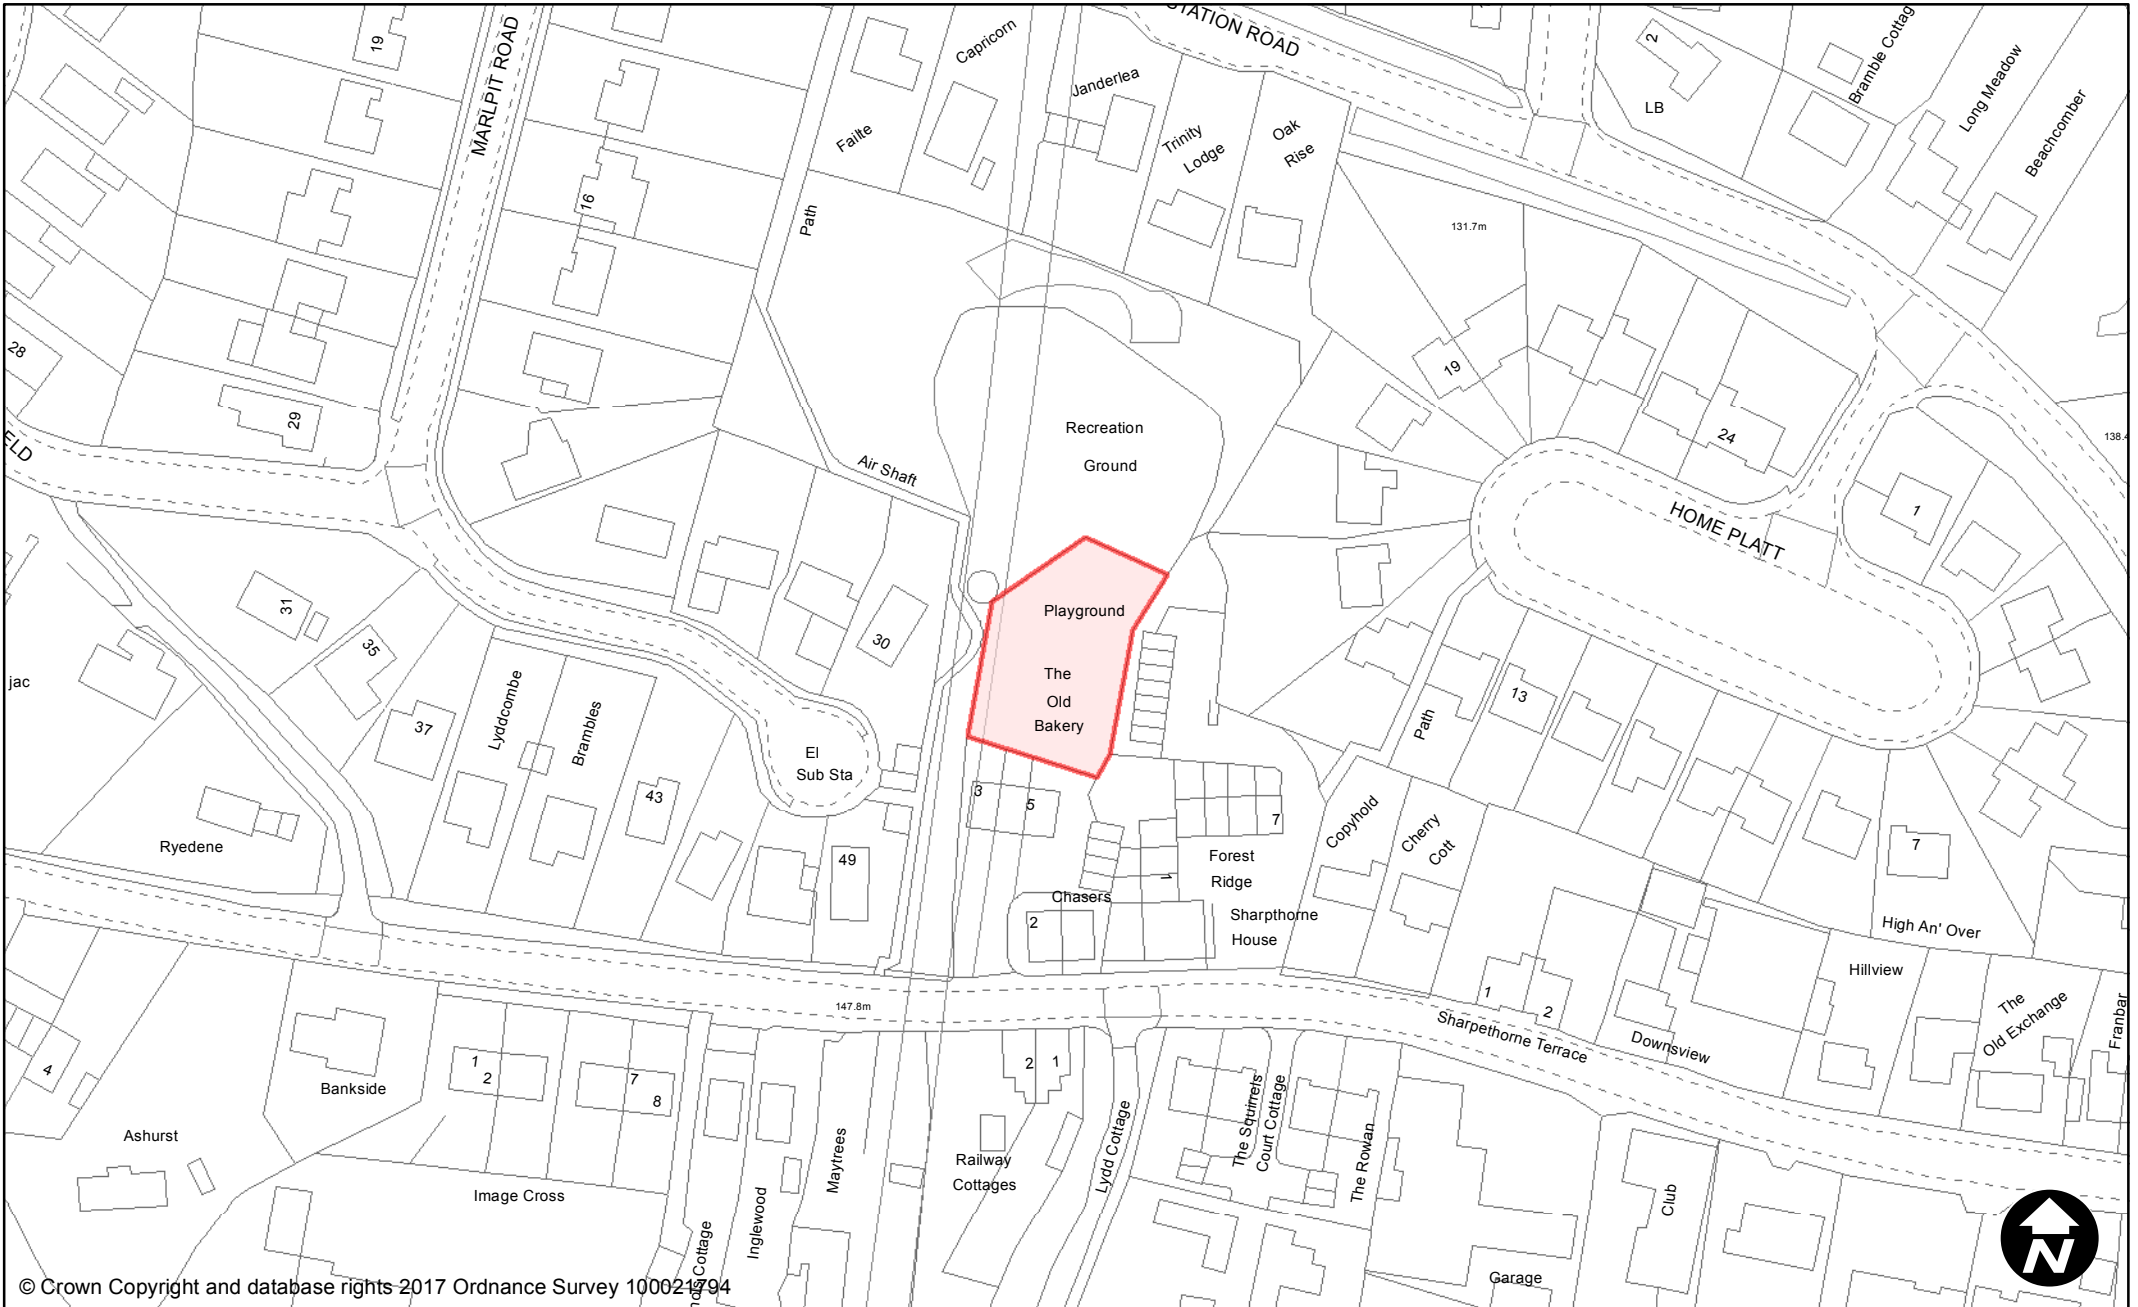 STATION ROAD
MARLPIT ROAD
19
Capricorn
Janderlea
Failte
Trinity
Lodge
Oak
Rise
2
LB
Long Meadow
Beachcomber
16
Path
131.7m
28
29
19
24
138.4
Recreation
Ground
Air Shaft
HOME PLATT
1
31
35
30
Playground
The
Old
Bakery
jac
37
Lyddcombe
Brambles
43
El
Sub Sta
Path
13
3
5
7
Ryedene
49
Forest
Ridge
1
Chasers
2
Sharpthorne
House
Copyhold
Cherry
Cott
7
High An' Over
Hillview
147.8m
1
2
Sharpethorne Terrace
Downsview
The
Old Exchange
Franbar
4
Bankside
1
2
7
8
2
1
Ashurst
Image Cross
Inglewood
Maytrees
Railway
Cottages
Lydd Cottage
The Squirrels
Court Cottage
The Rowan
Club
Garage
N
© Crown Copyright and database rights 2017 Ordnance Survey 100021794